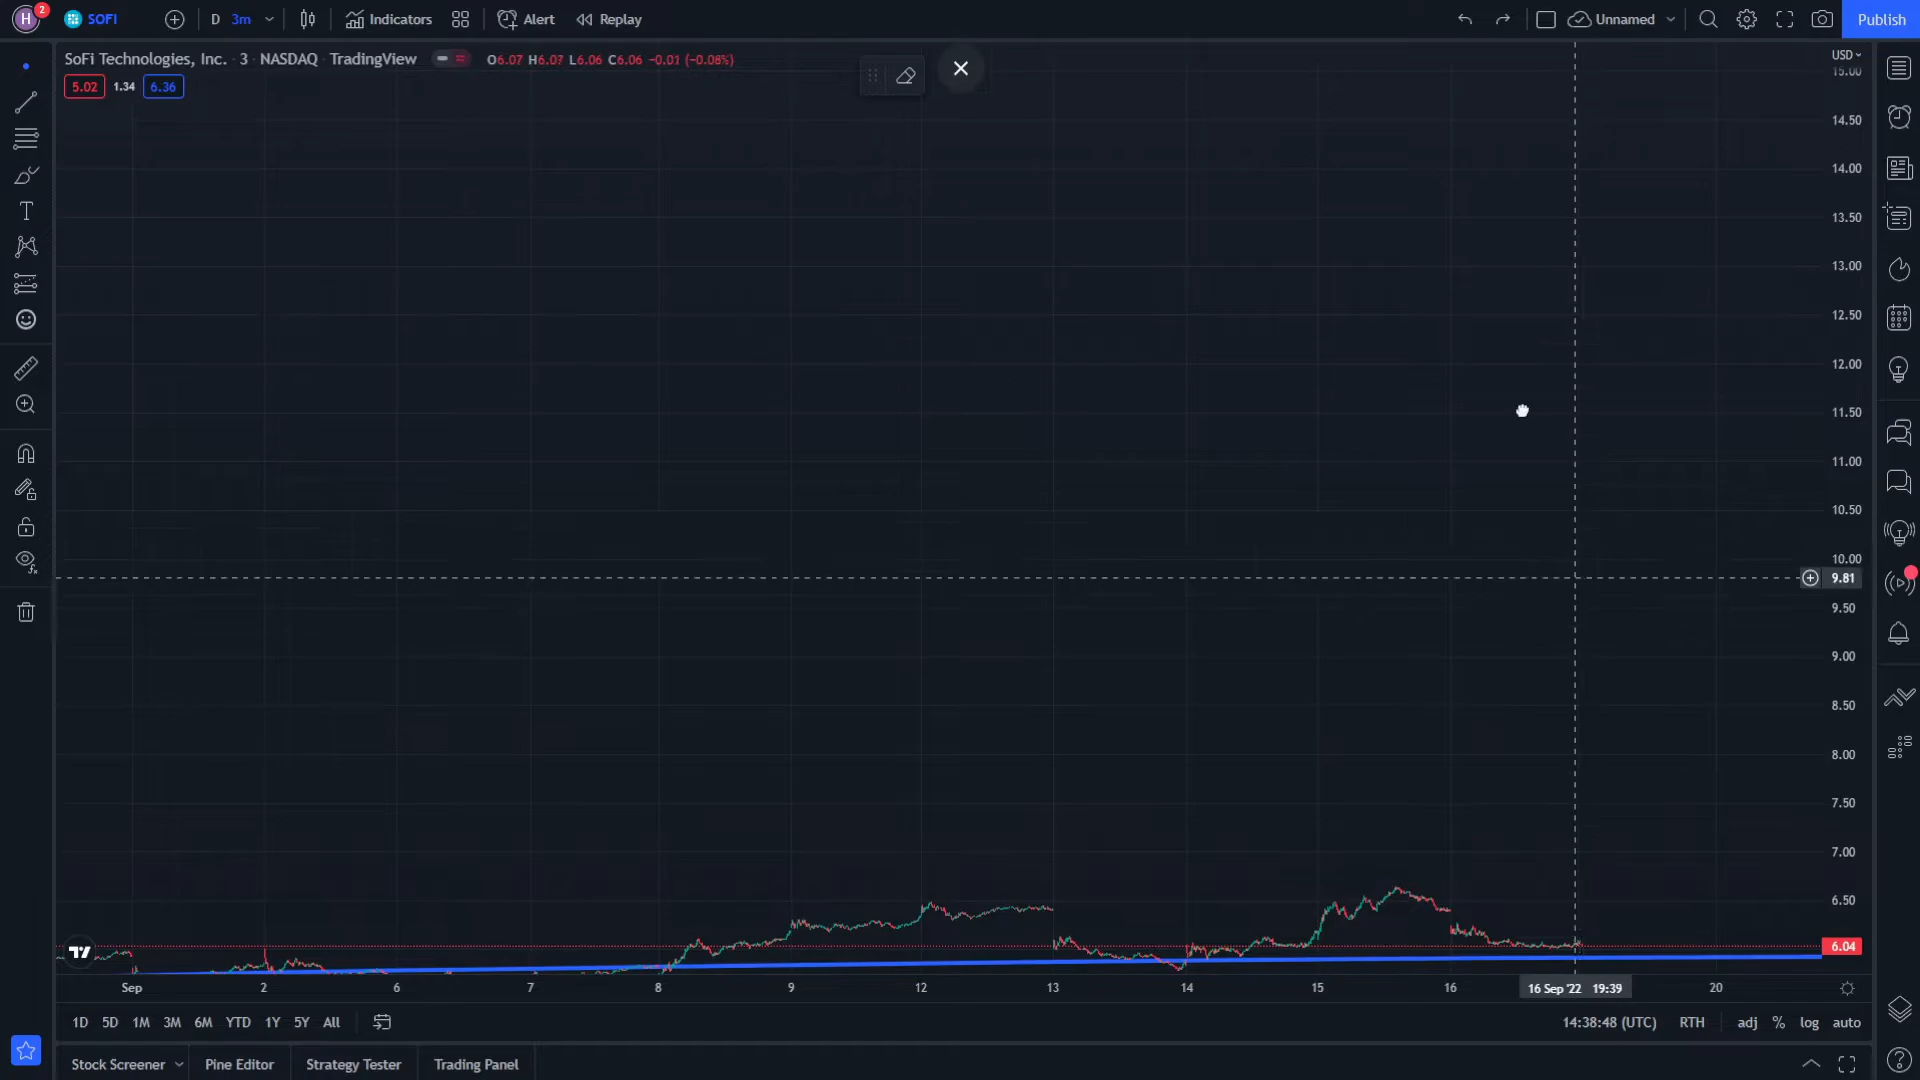 H 2 SOFI D 3m Indicators Alert Replay Unnamed Publish
SoFi Technologies, Inc. · 3 · NASDAQ · TradingView O6.07 H6.07 L6.06 C6.06 −0.01 (−0.08%)
5.02 1.34 6.36
USD
15.00
14.50
14.00
13.50
13.00
12.50
12.00
11.50
11.00
10.50
10.00
9.81
9.50
9.00
8.50
8.00
7.50
7.00
6.50
6.04
Sep 2 6 7 8 9 12 13 14 15 16 16 Sep '22 19:39 20
1D 5D 1M 3M 6M YTD 1Y 5Y All 14:38:48 (UTC) RTH adj % log auto
Stock Screener Pine Editor Strategy Tester Trading Panel